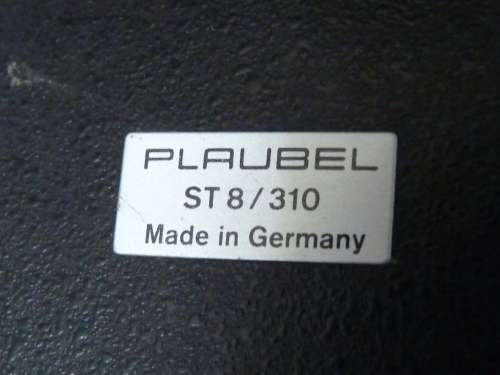 PLAUBEL
ST 8 / 310
Made in Germany